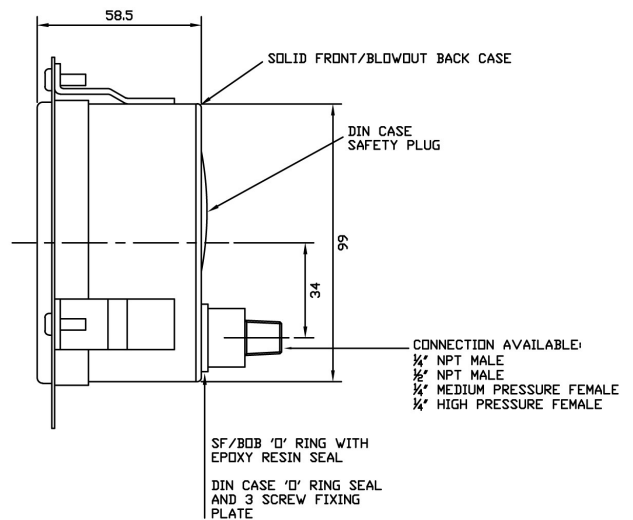 58.5
SOLID FRONT/BLOWOUT BACK CASE
DIN CASE
SAFETY PLUG
99
34
CONNECTION AVAILABLE:
¼" NPT MALE
½" NPT MALE
¼" MEDIUM PRESSURE FEMALE
¼" HIGH PRESSURE FEMALE
SF/BOB 'O' RING WITH
EPOXY RESIN SEAL
DIN CASE 'O' RING SEAL
AND 3 SCREW FIXING
PLATE